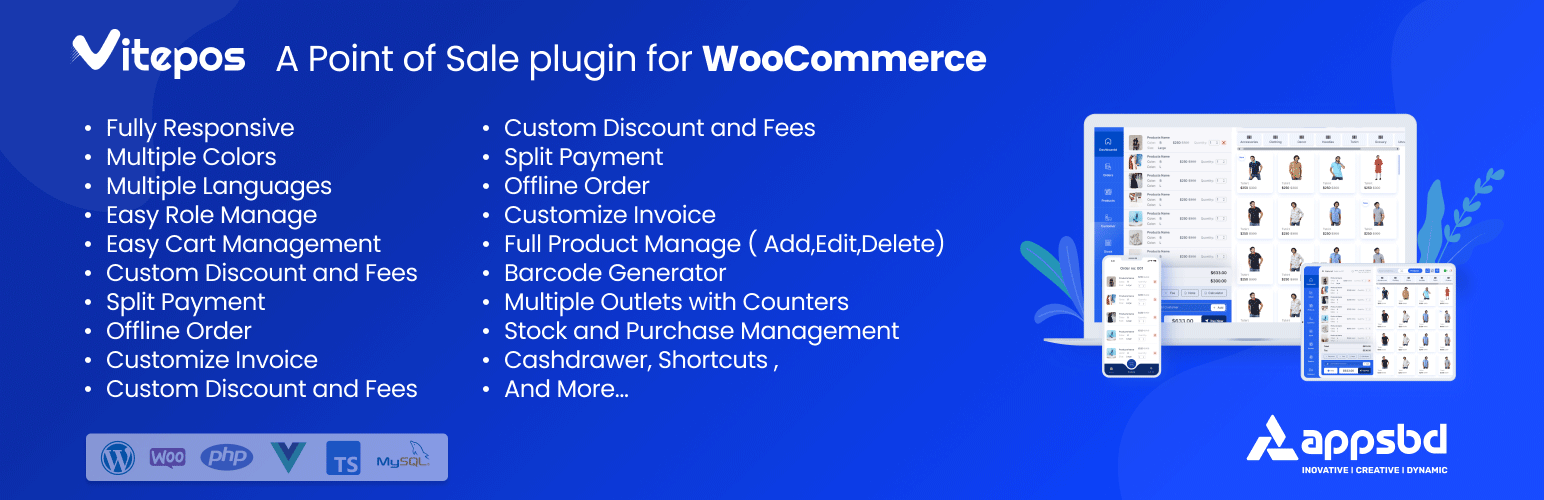 Vitepos
A Point of Sale plugin for WooCommerce
• Fully Responsive
• Multiple Colors
• Multiple Languages
• Easy Role Manage
• Easy Cart Management
• Custom Discount and Fees
• Split Payment
• Offline Order
• Customize Invoice
• Custom Discount and Fees
• Custom Discount and Fees
• Split Payment
• Offline Order
• Customize Invoice
• Full Product Manage ( Add,Edit,Delete)
• Barcode Generator
• Multiple Outlets with Counters
• Stock and Purchase Management
• Cashdrawer, Shortcuts ,
• And More...
W
Woo
php
TS
MySQL
$633.00
appsbd
INOVATIVE | CREATIVE | DYNAMIC